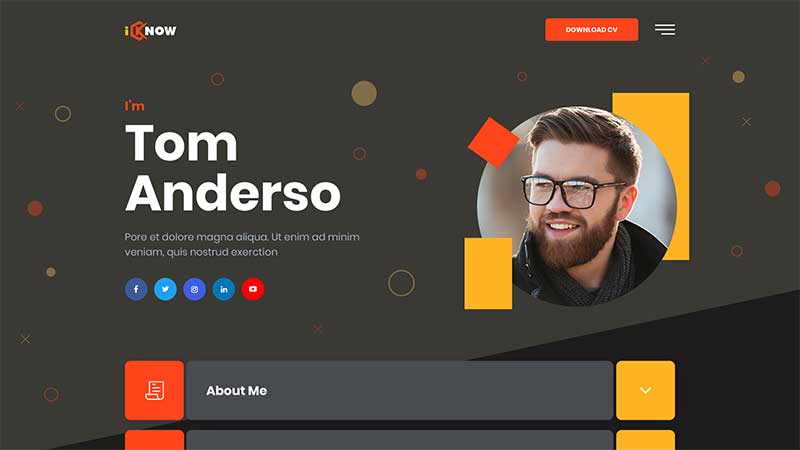 iKNOW
DOWNLOAD CV
I'm
Tom
Anderso
Pore et dolore magna aliqua. Ut enim ad minim
veniam, quis nostrud exerction
About Me